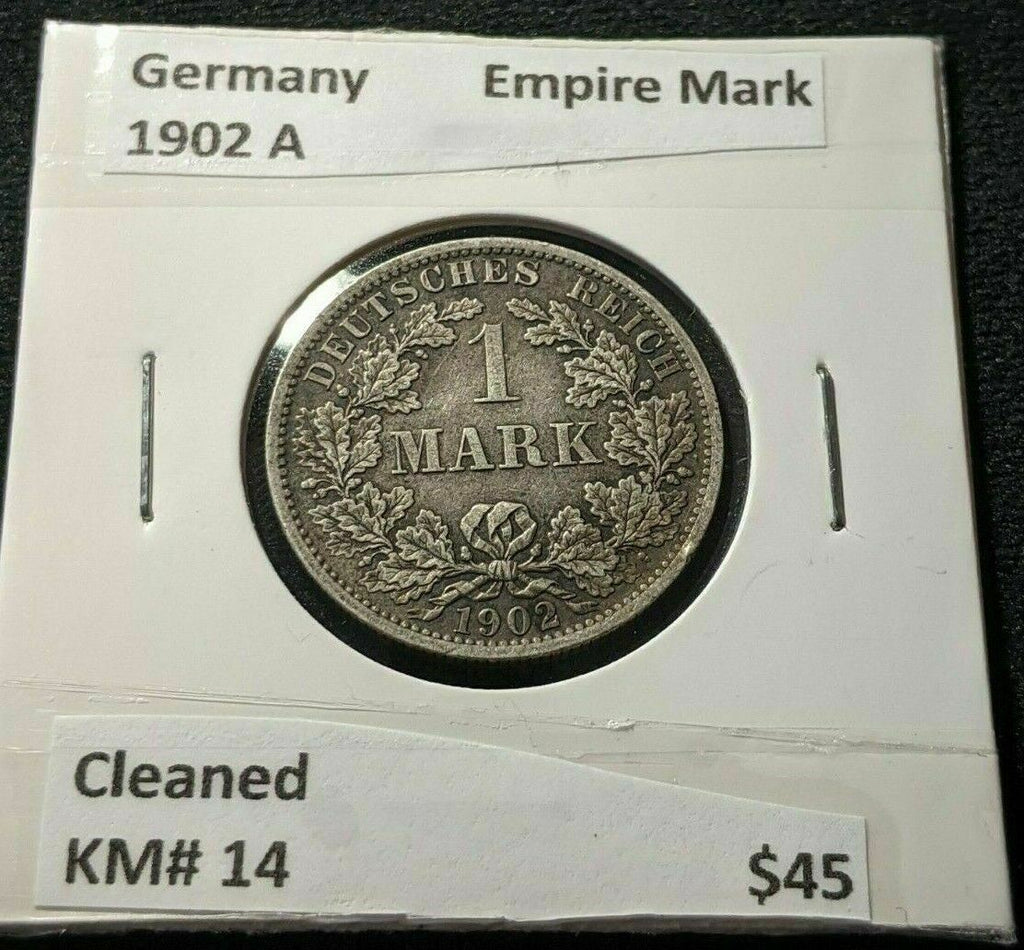 Germany Empire Mark
1902 A
DEUTSCHES REICH
1
MARK
1902
Cleaned
KM# 14 $45